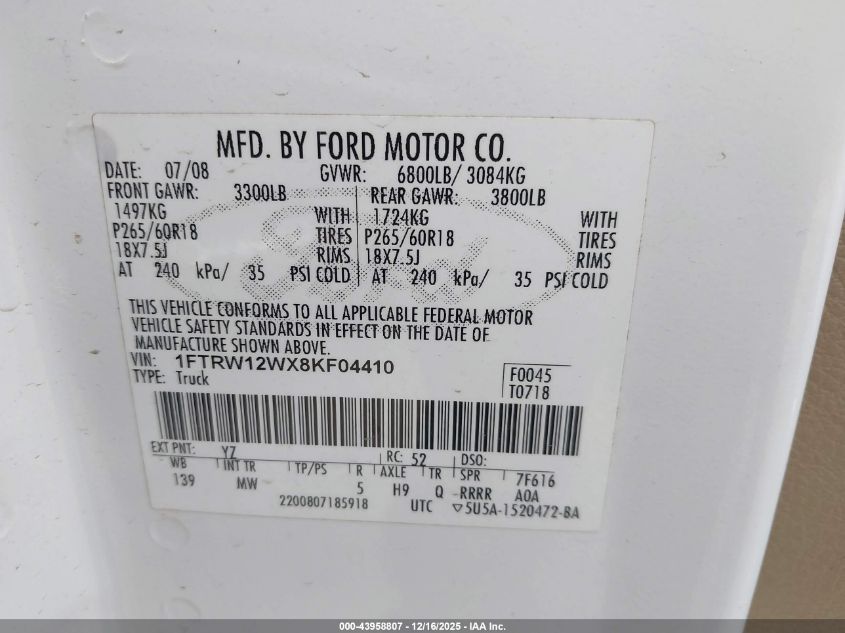 MFD. BY FORD MOTOR CO.
DATE: 07/08 GVWR: 6800LB/ 3084KG
FRONT GAWR: 3300LB REAR GAWR: 3800LB
1497KG WITH 1724KG WITH
P265/60R18 TIRES P265/60R18 TIRES
18X7.5J RIMS 18X7.5J RIMS
AT 240 kPa/ 35 PSI COLD AT 240 kPa/ 35 PSI COLD
Ford
THIS VEHICLE CONFORMS TO ALL APPLICABLE FEDERAL MOTOR
VEHICLE SAFETY STANDARDS IN EFFECT ON THE DATE OF
MANUFACTURE SHOWN ABOVE.
VIN: 1FTRW12WX8KF04410
TYPE: Truck
F0045
T0718
EXT PNT: YZ RC: 52 DSO:
WB INT TR TP/PS R AXLE TR SPR 7F616
139 MW 5 H9 Q -RRRR A0A
2200807185918 UTC ▽5U5A-1520472-BA
000-43958807 - 12/16/2025 - IAA Inc.